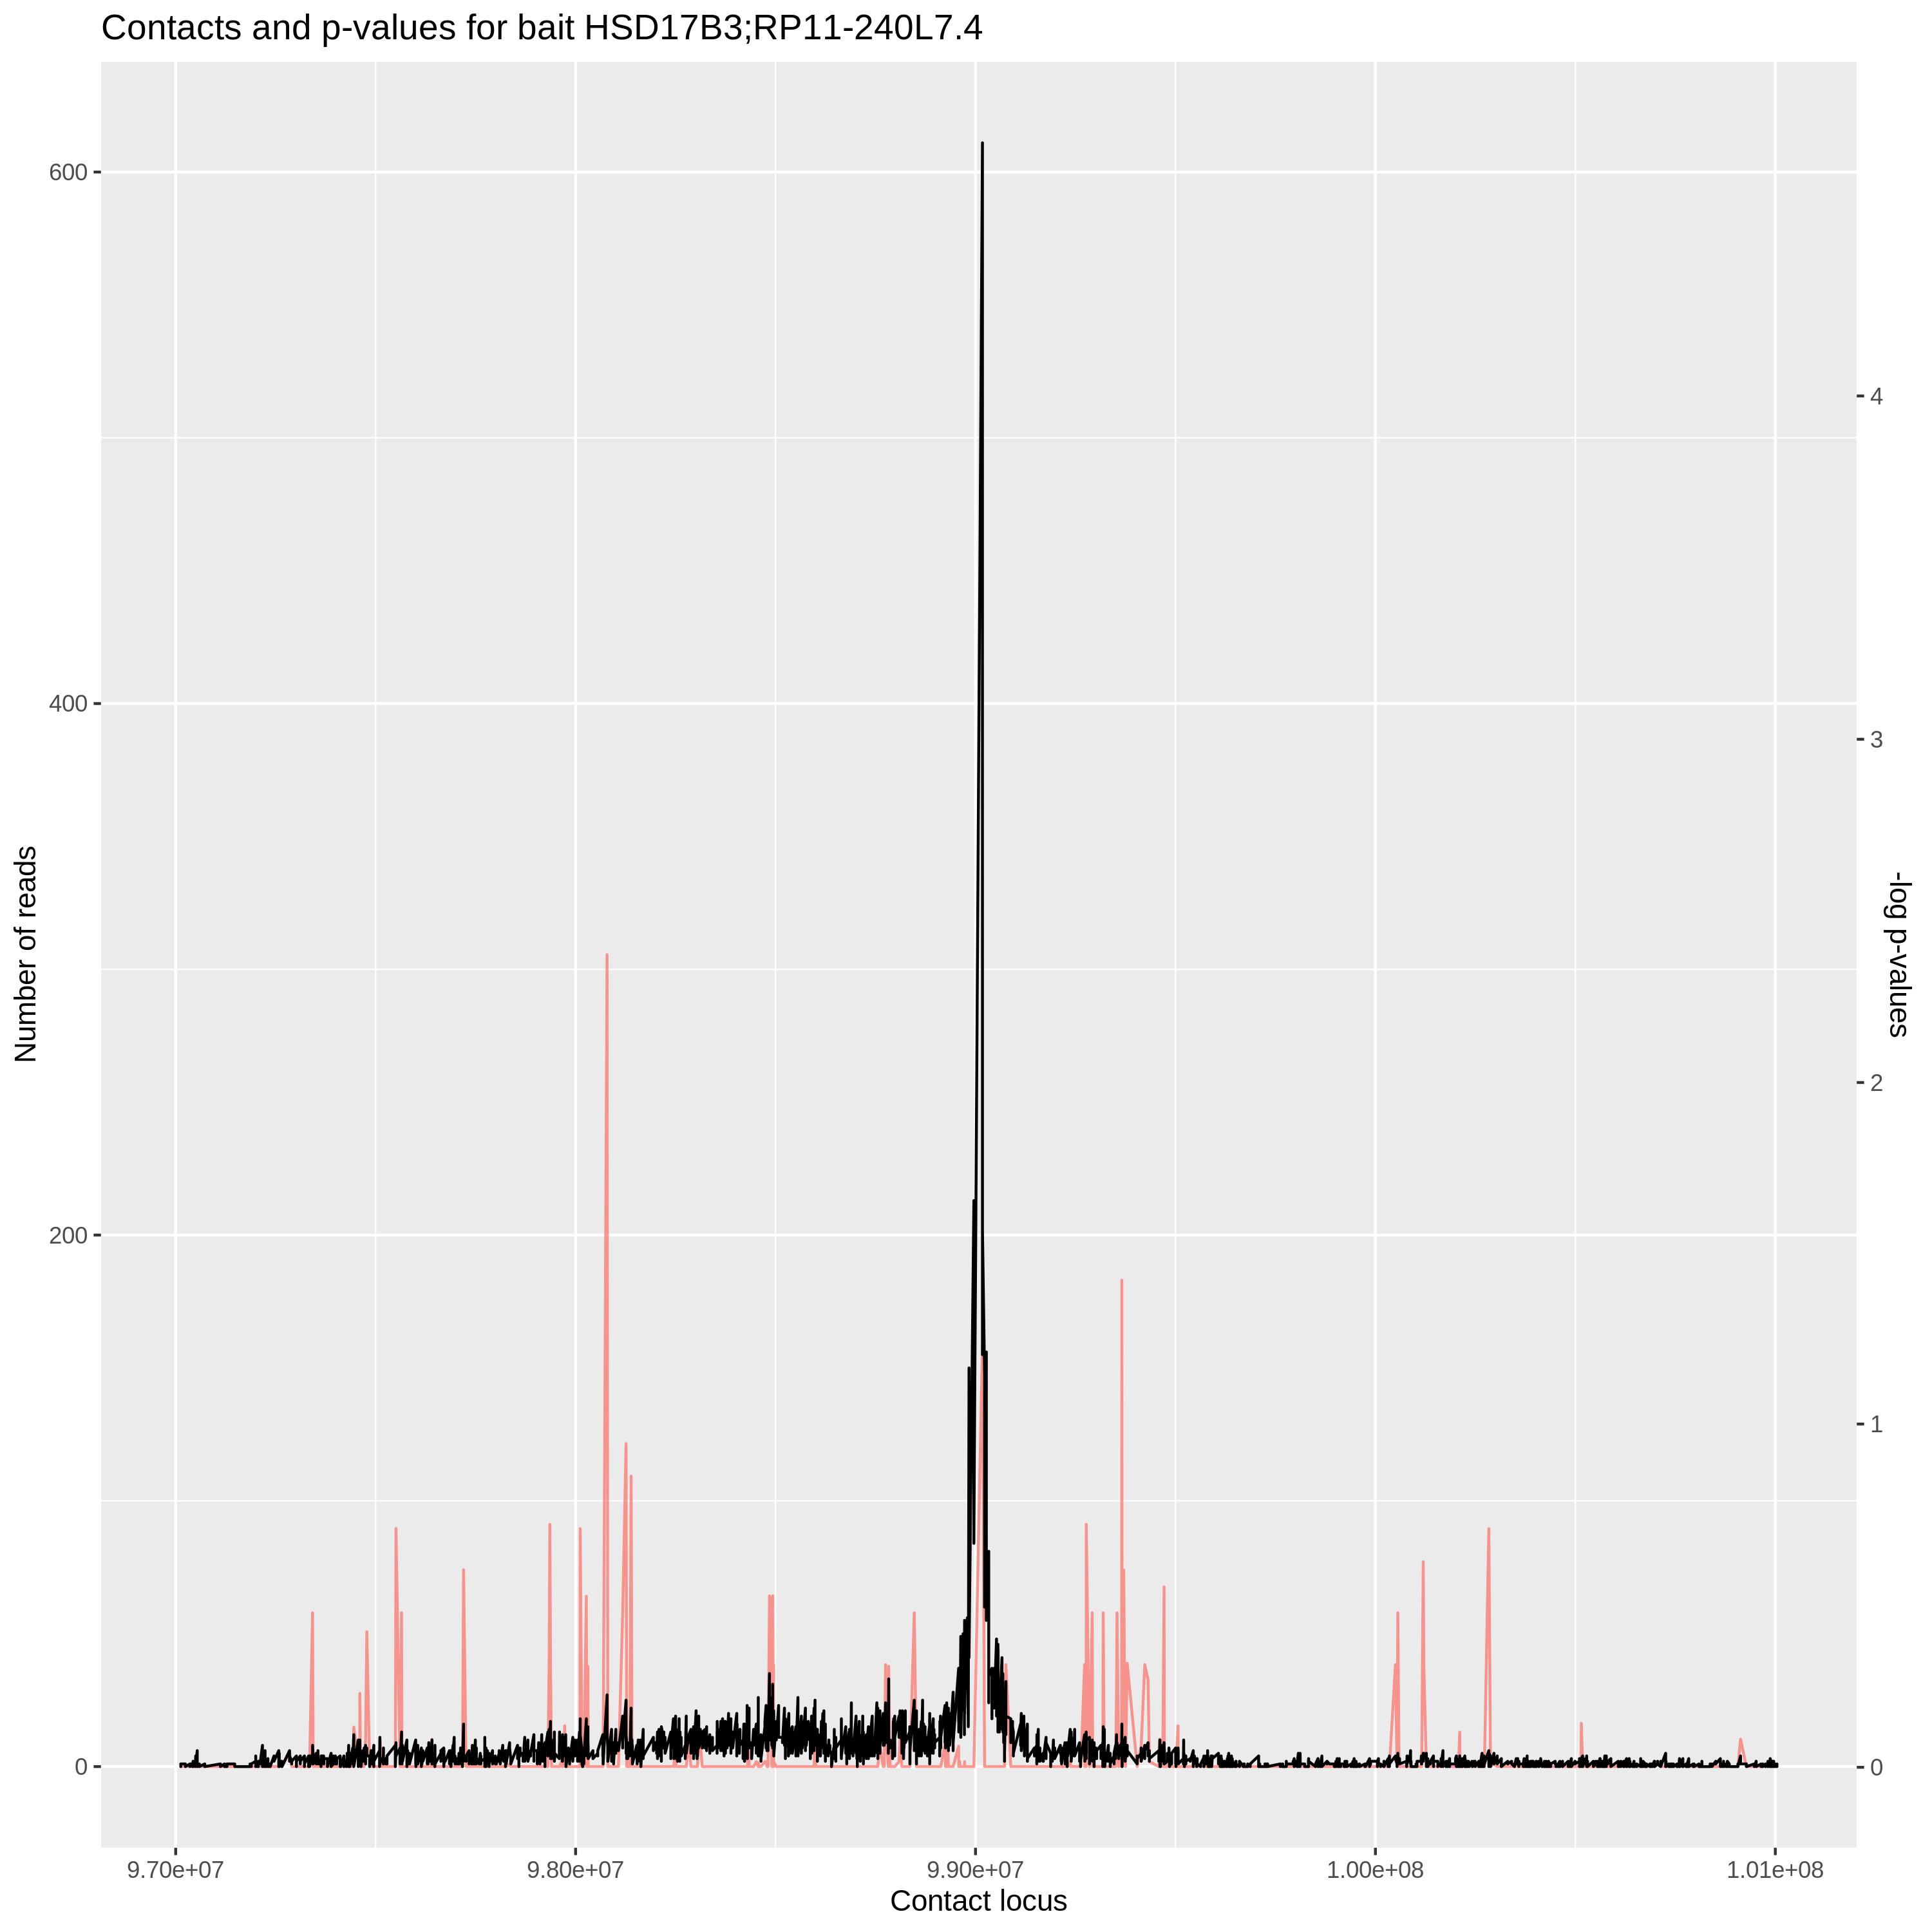 Contacts and p-values for bait HSD17B3;RP11-240L7.4
600
400
200
0
Number of reads
4
3
2
1
0
-log p-values
9.70e+07
9.80e+07
9.90e+07
1.00e+08
1.01e+08
Contact locus